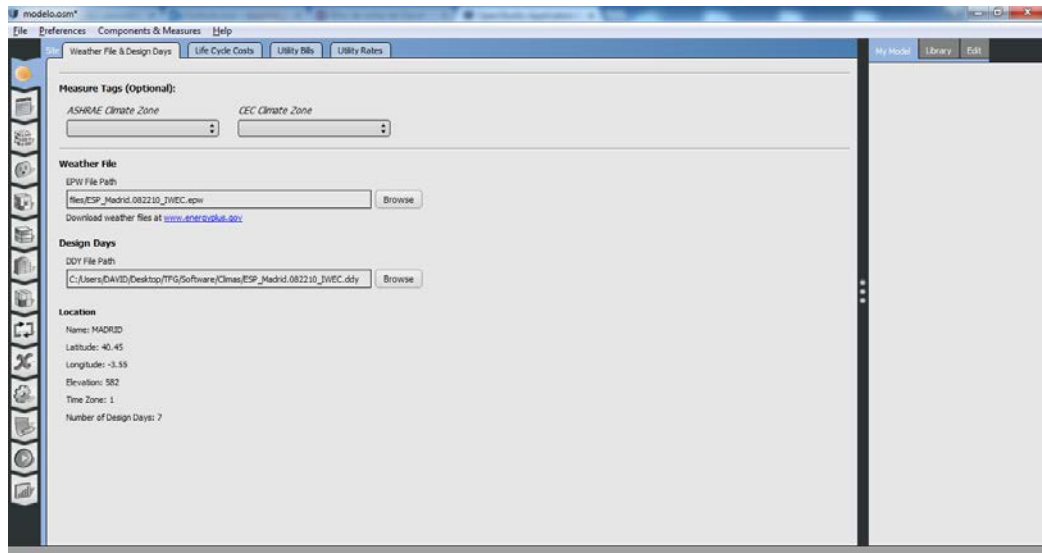 modelo.osm*
File Preferences Components & Measures Help
Site Weather File & Design Days Life Cycle Costs Utility Bills Utility Rates My Model Library Edit
Measure Tags (Optional):
ASHRAE Climate Zone CEC Climate Zone
Weather File
EPW File Path
files/ESP_Madrid.082210_IWEC.epw Browse
Download weather files at www.energyplus.gov
Design Days
DDY File Path
C:/Users/DAVID/Desktop/TFG/Software/Climas/ESP_Madrid.082210_IWEC.ddy Browse
Location
Name: MADRID
Latitude: 40.45
Longitude: -3.55
Elevation: 582
Time Zone: 1
Number of Design Days: 7